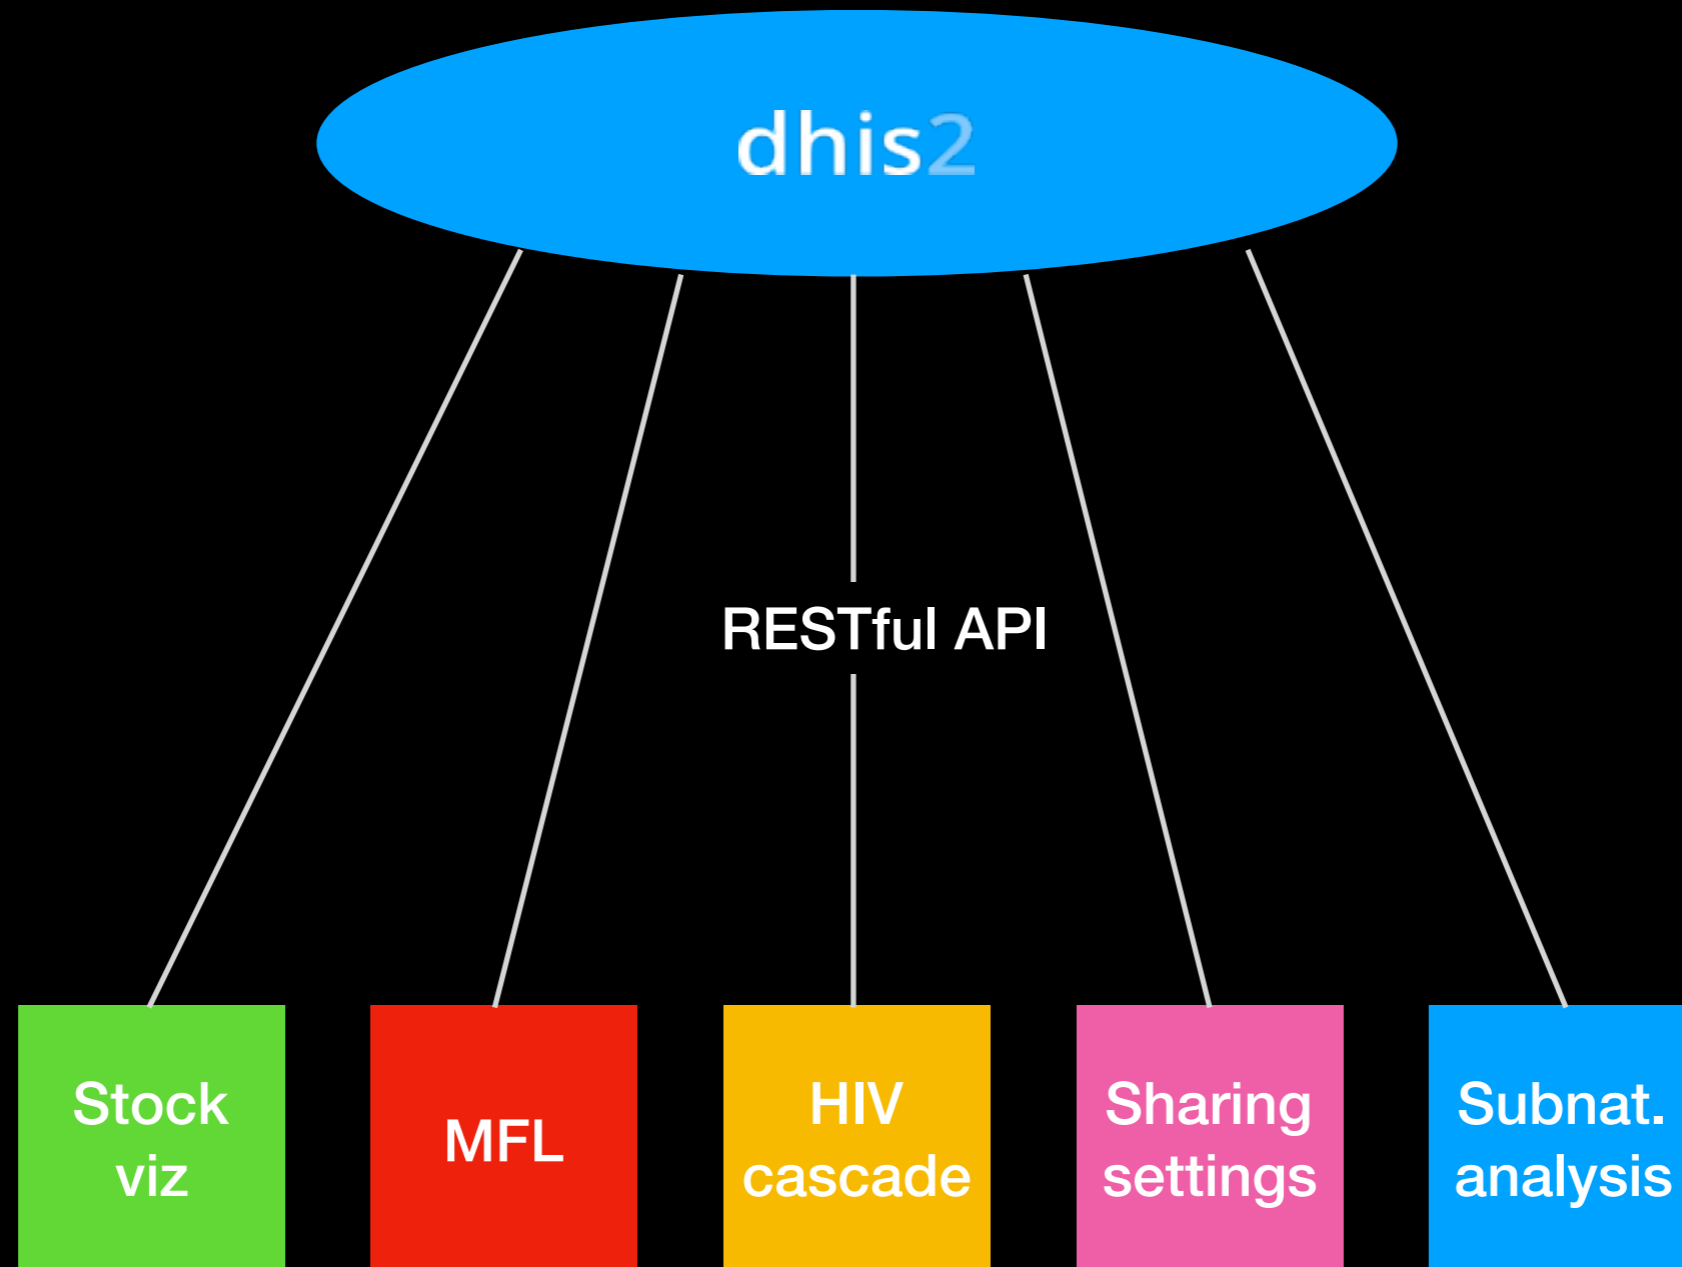 dhis2
RESTful API
Stock
viz
MFL
HIV
cascade
Sharing
settings
Subnat.
analysis